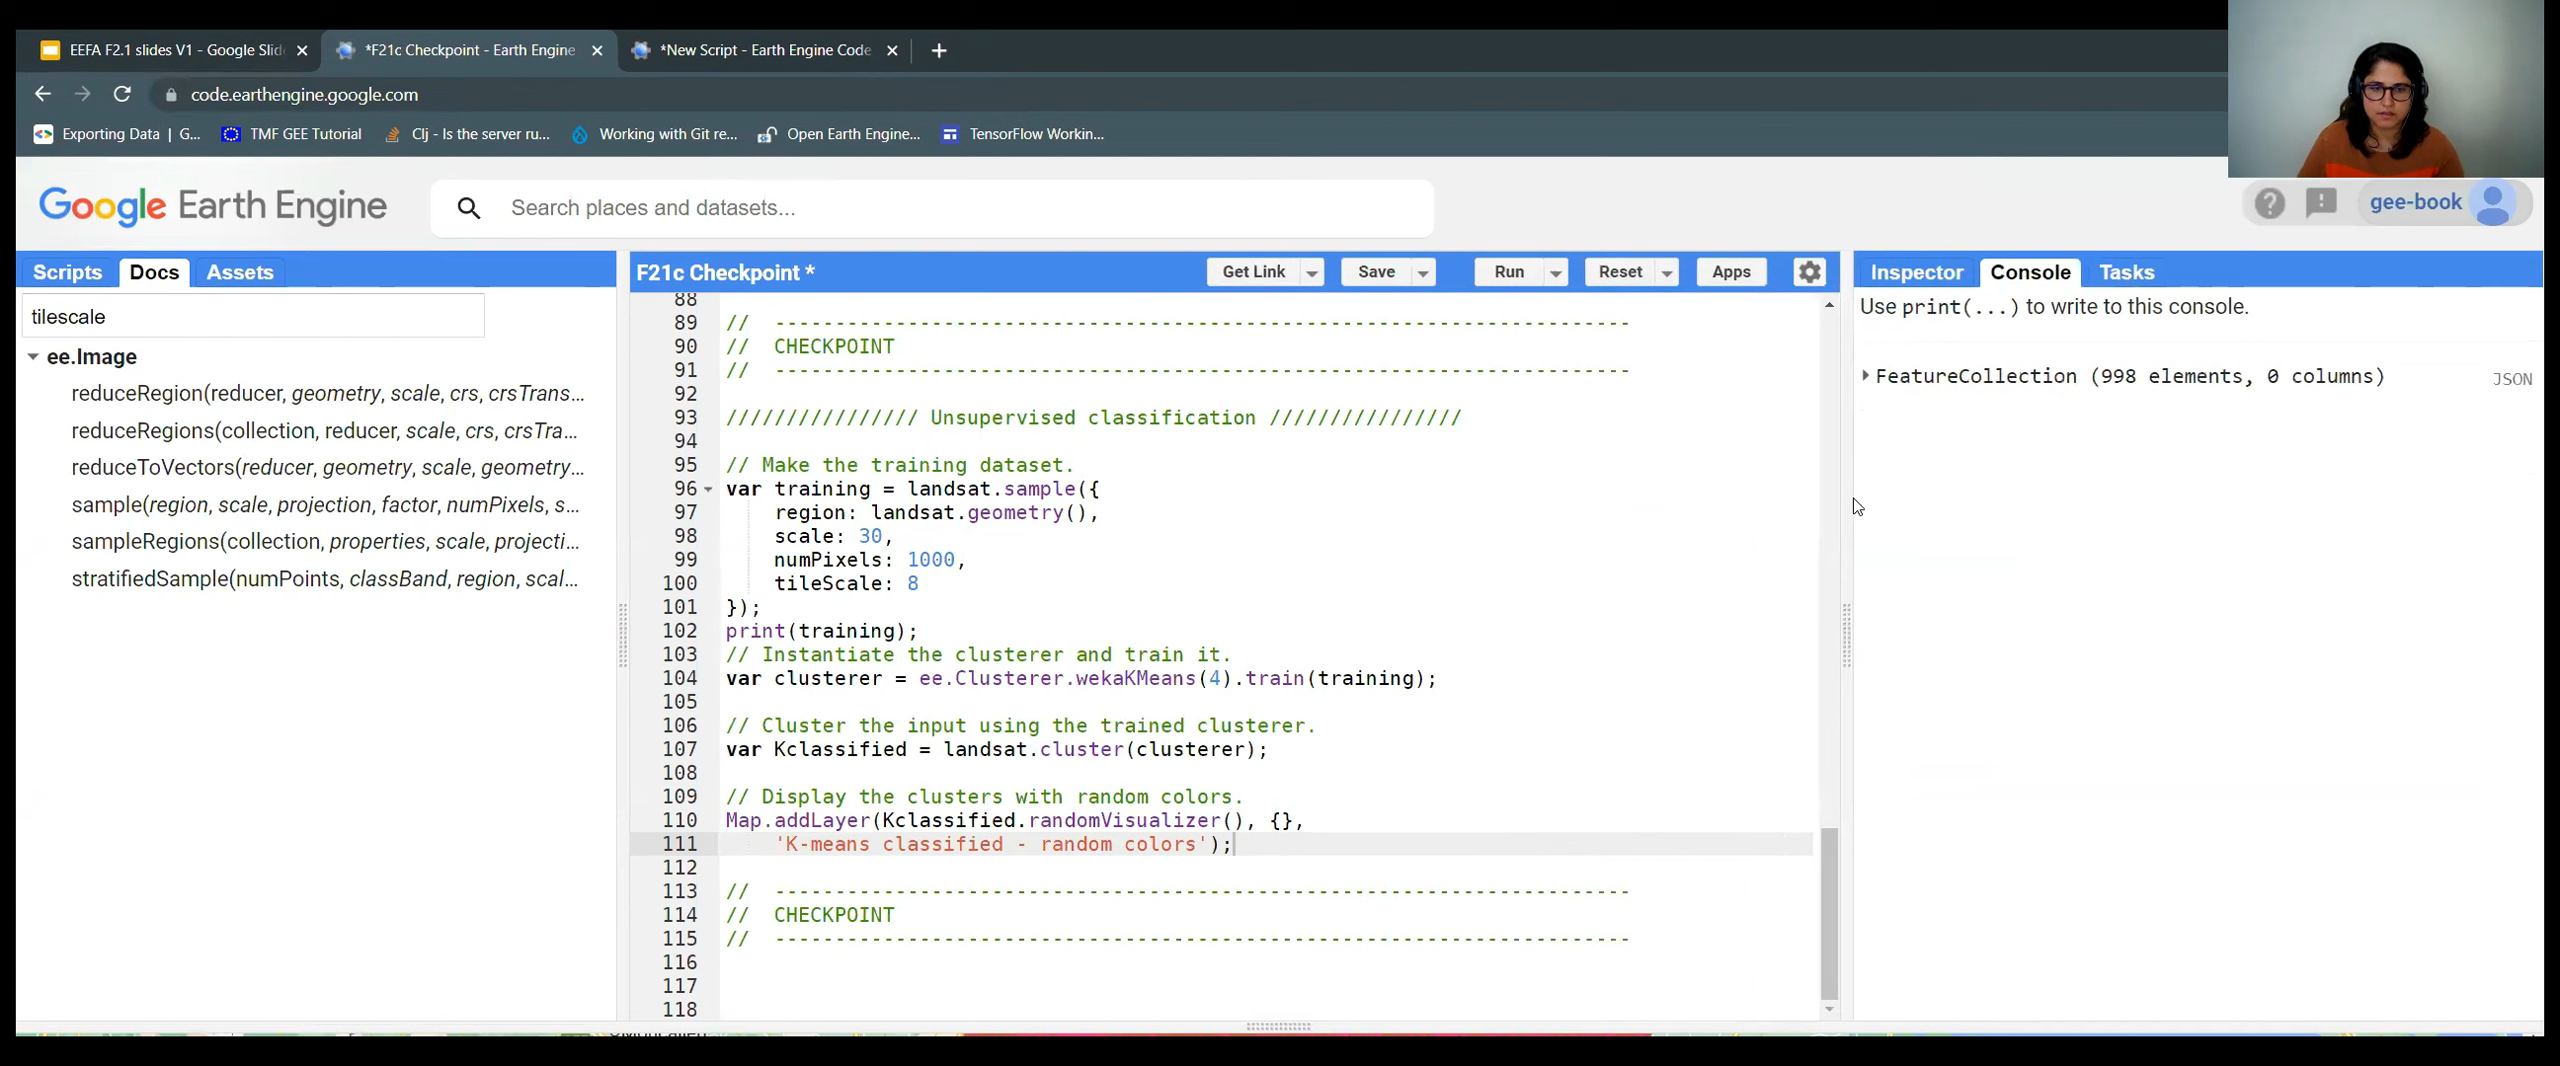 EEFA F2.1 slides V1 - Google Slid
*F21c Checkpoint - Earth Engine
*New Script - Earth Engine Code
code.earthengine.google.com
Exporting Data | G...
TMF GEE Tutorial
Clj - Is the server ru...
Working with Git re...
Open Earth Engine...
TensorFlow Workin...
Google Earth Engine
Search places and datasets...
gee-book
Scripts Docs Assets
tilescale
ee.Image
reduceRegion(reducer, geometry, scale, crs, crsTrans...
reduceRegions(collection, reducer, scale, crs, crsTra...
reduceToVectors(reducer, geometry, scale, geometry...
sample(region, scale, projection, factor, numPixels, s...
sampleRegions(collection, properties, scale, projecti...
stratifiedSample(numPoints, classBand, region, scal...
F21c Checkpoint *
Get Link Save Run Reset Apps
88
89 // -----------------------------------------------------------------------
90 // CHECKPOINT
91 // -----------------------------------------------------------------------
92
93 //////////////// Unsupervised classification ////////////////
94
95 // Make the training dataset.
96 var training = landsat.sample({
97 region: landsat.geometry(),
98 scale: 30,
99 numPixels: 1000,
100 tileScale: 8
101 });
102 print(training);
103 // Instantiate the clusterer and train it.
104 var clusterer = ee.Clusterer.wekaKMeans(4).train(training);
105
106 // Cluster the input using the trained clusterer.
107 var Kclassified = landsat.cluster(clusterer);
108
109 // Display the clusters with random colors.
110 Map.addLayer(Kclassified.randomVisualizer(), {},
111 'K-means classified - random colors');
112
113 // -----------------------------------------------------------------------
114 // CHECKPOINT
115 // -----------------------------------------------------------------------
116
117
118
Inspector Console Tasks
Use print(...) to write to this console.
FeatureCollection (998 elements, 0 columns)
JSON